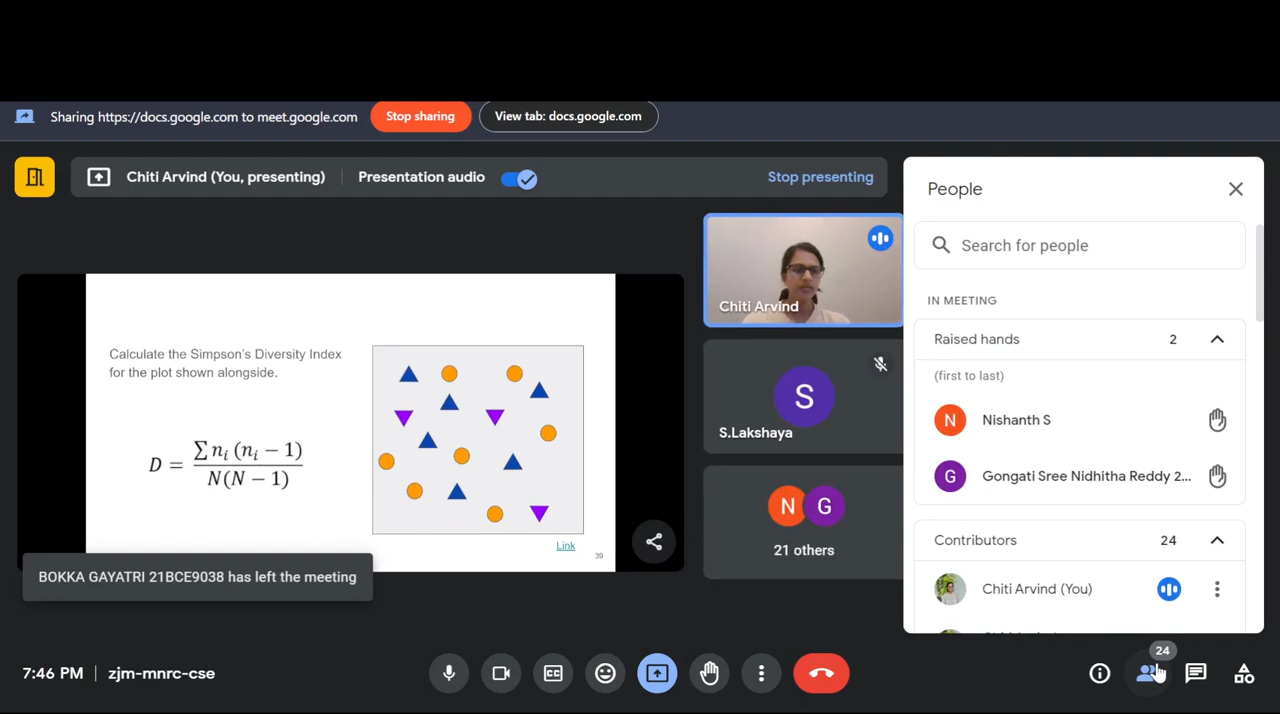 Sharing https://docs.google.com to meet.google.com
Stop sharing
View tab: docs.google.com
Chiti Arvind (You, presenting)
Presentation audio
Stop presenting
Calculate the Simpson's Diversity Index
for the plot shown alongside.
D = ∑ nᵢ (nᵢ − 1) / N(N − 1)
Link
39
BOKKA GAYATRI 21BCE9038 has left the meeting
Chiti Arvind
S
S.Lakshaya
N G
21 others
People
Search for people
IN MEETING
Raised hands 2
(first to last)
N Nishanth S
G Gongati Sree Nidhitha Reddy 2...
Contributors 24
Chiti Arvind (You)
7:46 PM | zjm-mnrc-cse
CC
24